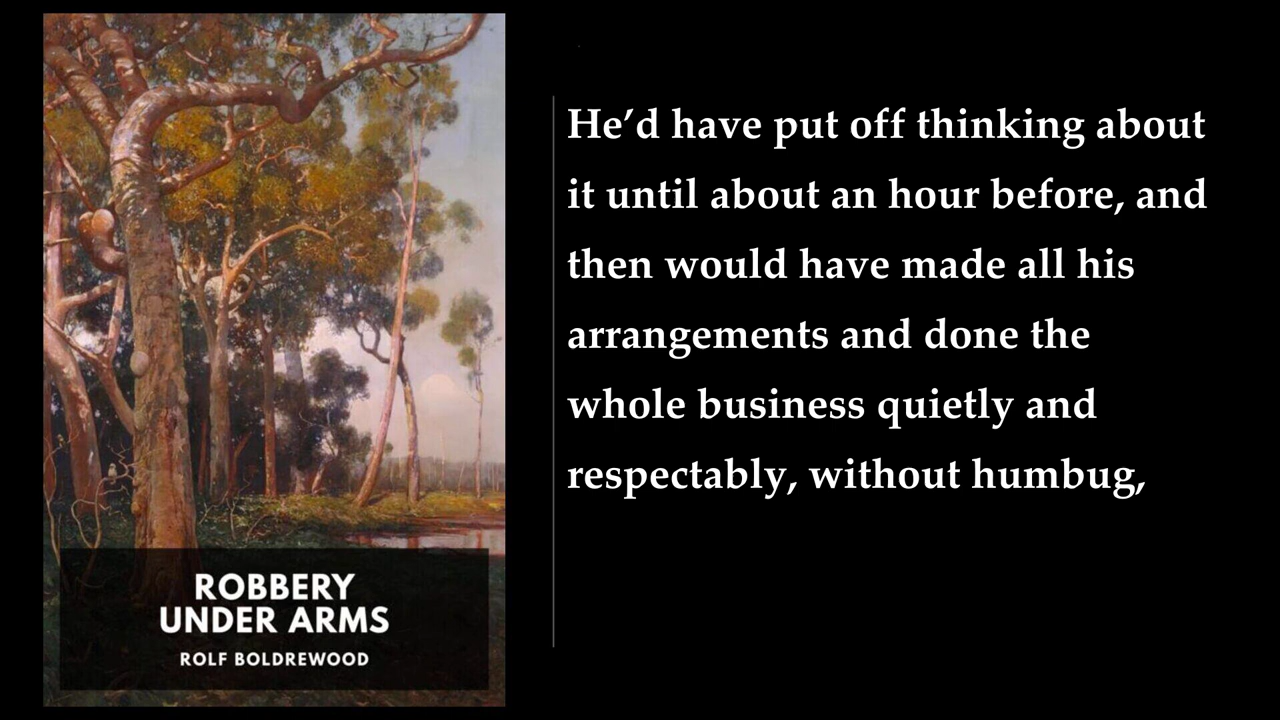 He’d have put off thinking about
it until about an hour before, and
then would have made all his
arrangements and done the
whole business quietly and
respectably, without humbug,
ROBBERY
UNDER ARMS
ROLF BOLDREWOOD